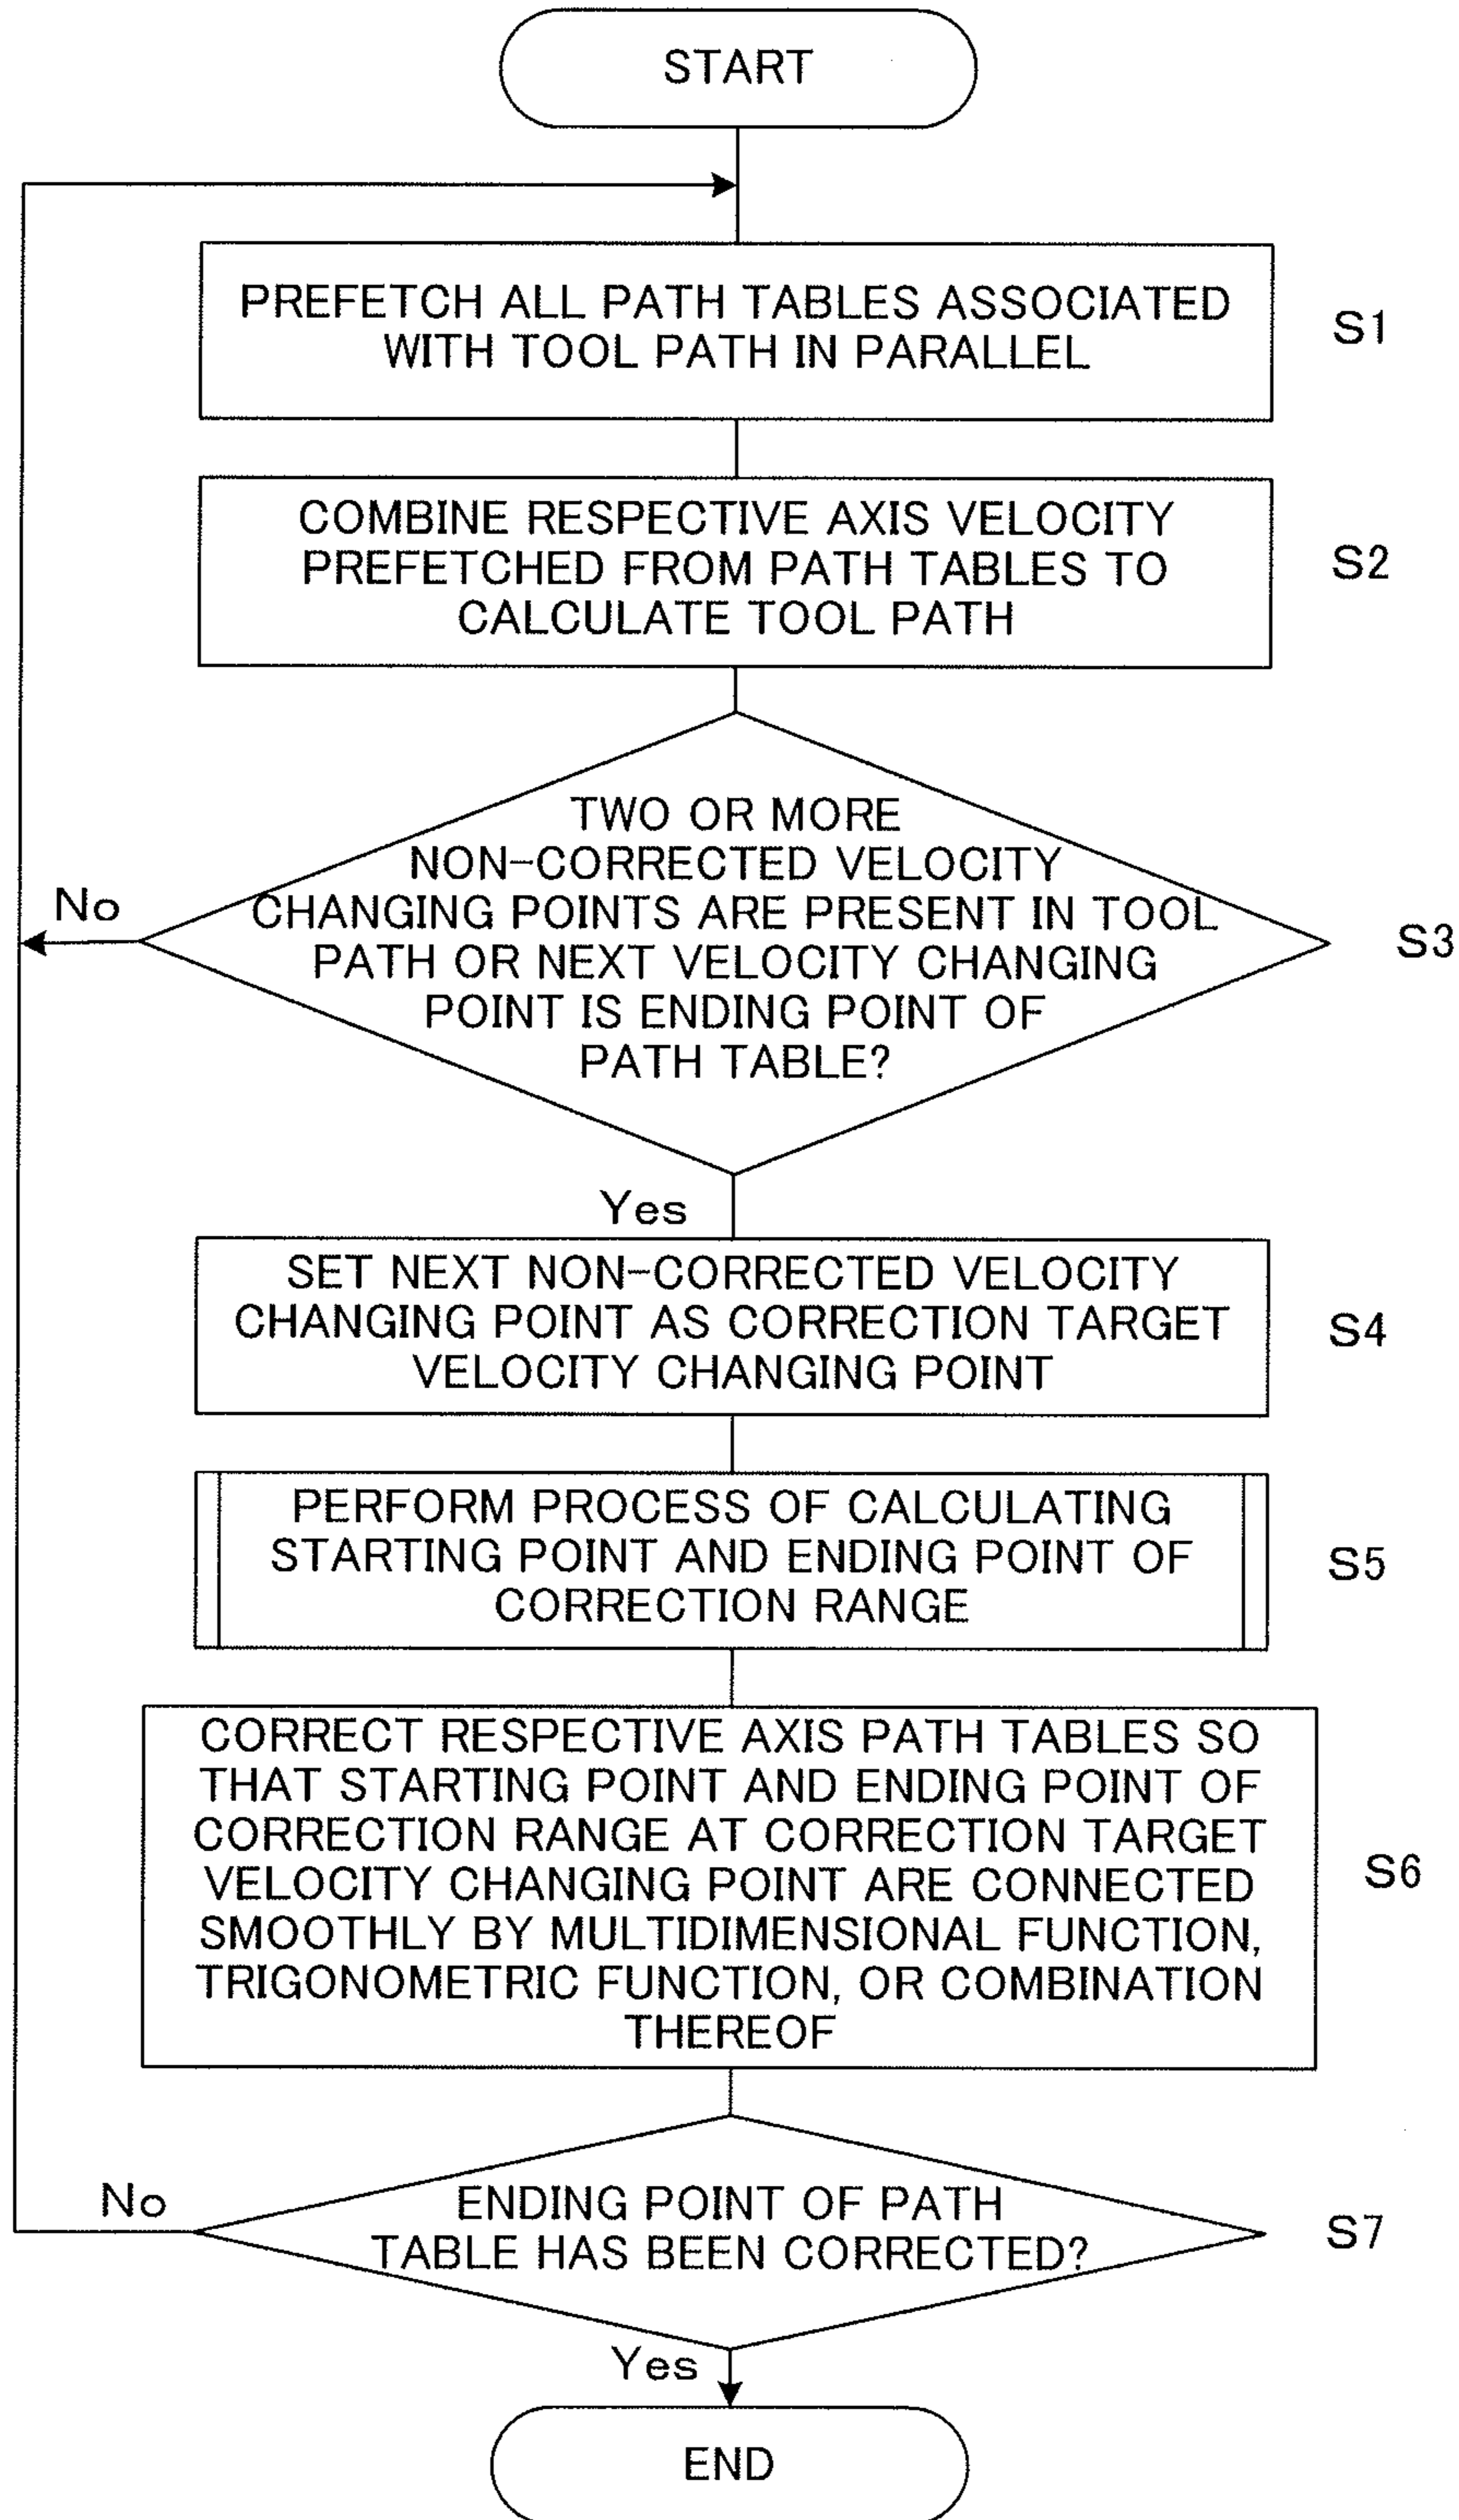 START
PREFETCH ALL PATH TABLES ASSOCIATED
WITH TOOL PATH IN PARALLEL
S1
COMBINE RESPECTIVE AXIS VELOCITY
PREFETCHED FROM PATH TABLES TO
CALCULATE TOOL PATH
S2
TWO OR MORE
NON-CORRECTED VELOCITY
CHANGING POINTS ARE PRESENT IN TOOL
PATH OR NEXT VELOCITY CHANGING
POINT IS ENDING POINT OF
PATH TABLE?
No
S3
Yes
SET NEXT NON-CORRECTED VELOCITY
CHANGING POINT AS CORRECTION TARGET
VELOCITY CHANGING POINT
S4
PERFORM PROCESS OF CALCULATING
STARTING POINT AND ENDING POINT OF
CORRECTION RANGE
S5
CORRECT RESPECTIVE AXIS PATH TABLES SO
THAT STARTING POINT AND ENDING POINT OF
CORRECTION RANGE AT CORRECTION TARGET
VELOCITY CHANGING POINT ARE CONNECTED
SMOOTHLY BY MULTIDIMENSIONAL FUNCTION,
TRIGONOMETRIC FUNCTION, OR COMBINATION
THEREOF
S6
No
ENDING POINT OF PATH
TABLE HAS BEEN CORRECTED?
S7
Yes
END